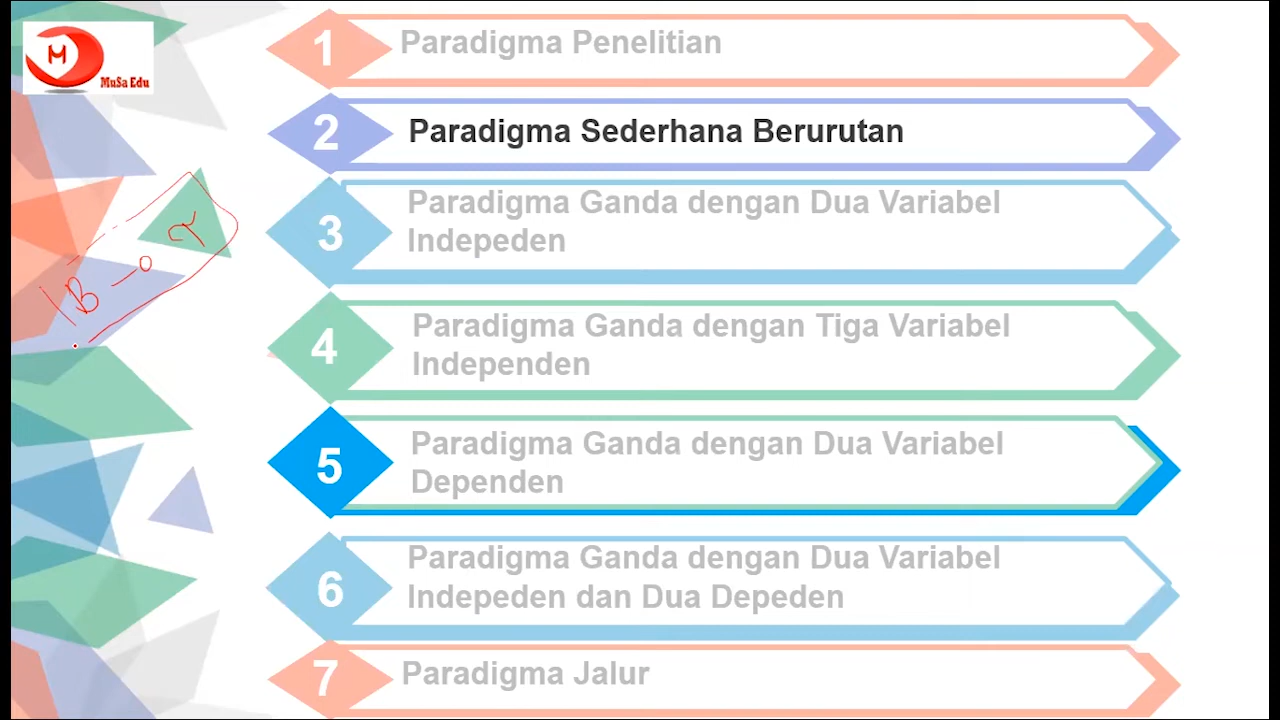 M
MuSa Edu
1 Paradigma Penelitian
2 Paradigma Sederhana Berurutan
3 Paradigma Ganda dengan Dua Variabel
Indepeden
4 Paradigma Ganda dengan Tiga Variabel
Independen
5 Paradigma Ganda dengan Dua Variabel
Dependen
6 Paradigma Ganda dengan Dua Variabel
Indepeden dan Dua Depeden
7 Paradigma Jalur